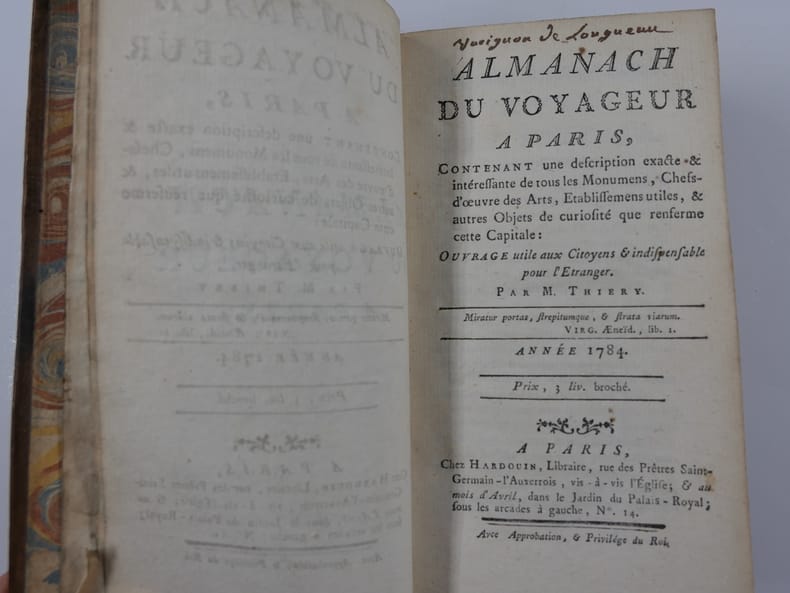 Varignon de Longueau
ALMANACH
DU VOYAGEUR
A PARIS,
CONTENANT une deſcription exacte &
intéreſſante de tous les Monumens, Chefs-
d'œuvre des Arts, Etabliſſemens utiles, &
autres Objets de curioſité que renferme
cette Capitale:
OUVRAGE utile aux Citoyens & indiſpenſable
pour l'Etranger.
PAR M. THIERY.
Miratur portas, ſtrepitumque, & ſtrata viarum.
VIRG. Æneïd., lib. 1.
ANNÉE 1784.
Prix, 3 liv. broché.
A PARIS,
Chez HARDOUIN, Libraire, rue des Prêtres Saint-
Germain-l'Auxerrois, vis-à-vis l'Égliſe; & au
mois d'Avril, dans le Jardin du Palais-Royal;
ſous les arcades à gauche, N°. 14.
Avec Approbation, & Privilége du Roi.